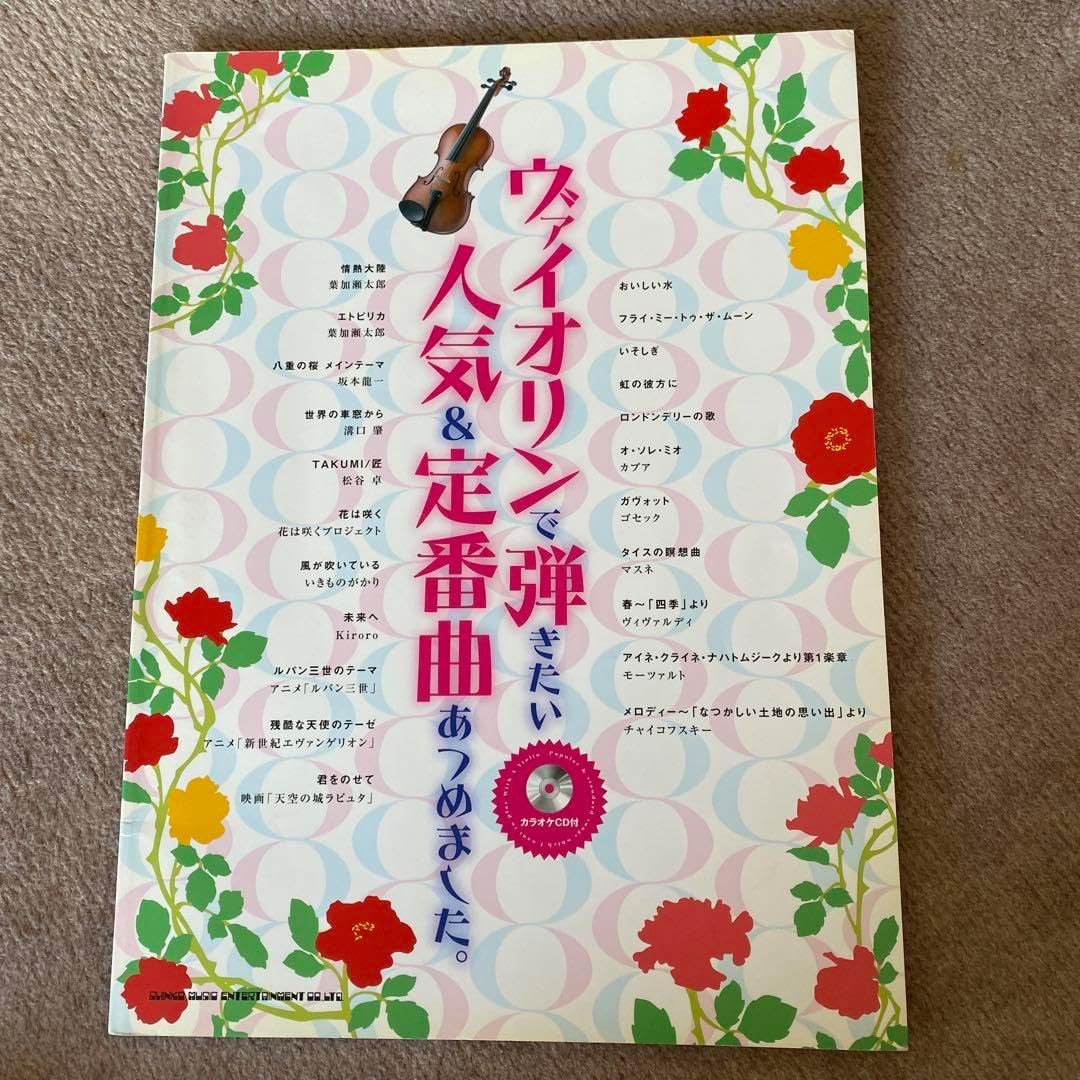 ヴァイオリンで弾きたい
人気&定番曲あつめました。
情熱大陸
葉加瀬太郎
エトピリカ
葉加瀬太郎
八重の桜 メインテーマ
坂本龍一
世界の車窓から
溝口 肇
TAKUMI/匠
松谷 卓
花は咲く
花は咲くプロジェクト
風が吹いている
いきものがかり
未来へ
Kiroro
ルパン三世のテーマ
アニメ「ルパン三世」
残酷な天使のテーゼ
アニメ「新世紀エヴァンゲリオン」
君をのせて
映画「天空の城ラピュタ」
おいしい水
フライ・ミー・トゥ・ザ・ムーン
いそしぎ
虹の彼方に
ロンドンデリーの歌
オ・ソレ・ミオ
カプア
ガヴォット
ゴセック
タイスの瞑想曲
マスネ
春〜「四季」より
ヴィヴァルディ
アイネ・クライネ・ナハトムジークより第1楽章
モーツァルト
メロディー〜「なつかしい土地の思い出」より
チャイコフスキー
カラオケCD付
SHINKO MUSIC ENTERTAINMENT CO.,LTD.